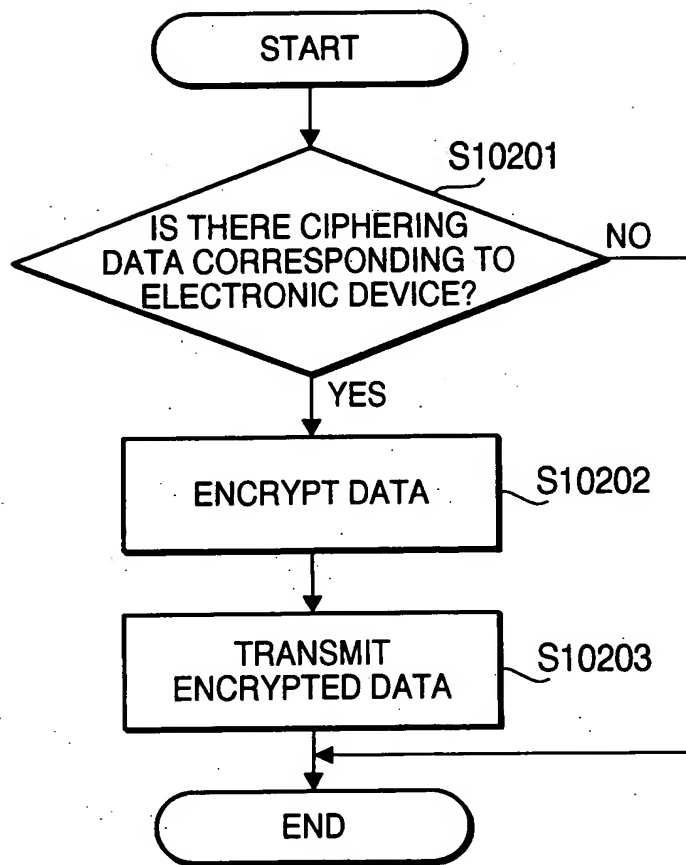 START
S10201
IS THERE CIPHERING
DATA CORRESPONDING TO
ELECTRONIC DEVICE?
NO
YES
ENCRYPT DATA
S10202
TRANSMIT
ENCRYPTED DATA
S10203
END